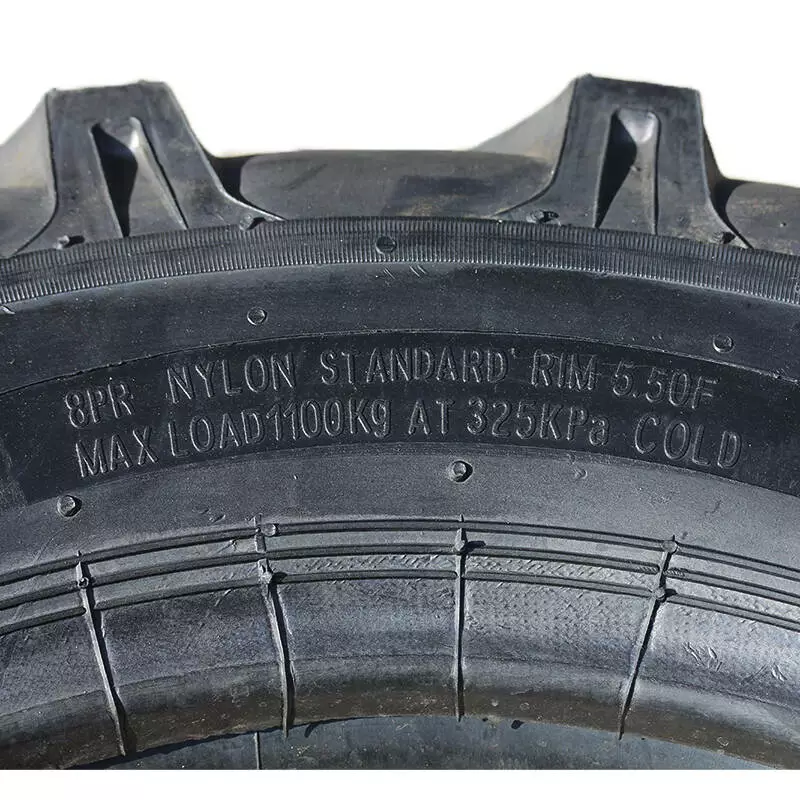 8PR NYLON STANDARD RIM 5.50F
MAX LOAD1100Kg AT 325KPa COLD